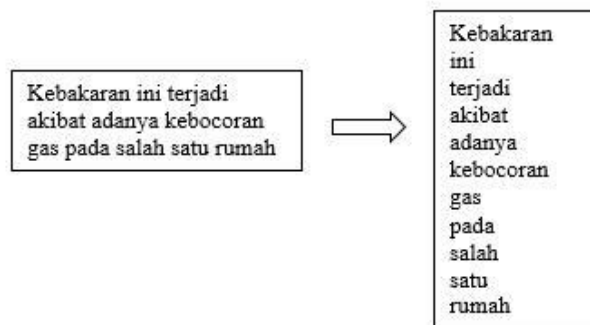 Kebakaran ini terjadi
akibat adanya kebocoran
gas pada salah satu rumah
Kebakaran
ini
terjadi
akibat
adanya
kebocoran
gas
pada
salah
satu
rumah